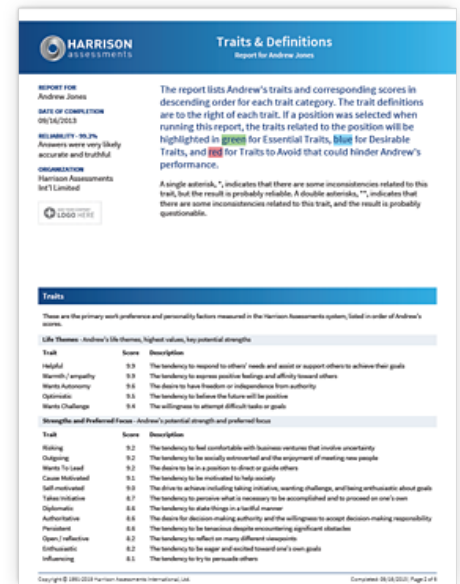 HARRISON
assessments
Traits & Definitions
Report for Andrew Jones
REPORT FOR
Andrew Jones
DATE OF COMPLETION
09/16/2013
RELIABILITY - 99.2%
Answers were very likely
accurate and truthful
ORGANIZATION
Harrison Assessments
Int'l Limited
LOGO HERE
The report lists Andrew's traits and corresponding scores in
descending order for each trait category. The trait definitions
are to the right of each trait. If a position was selected when
running this report, the traits related to the position will be
highlighted in green for Essential Traits, blue for Desirable
Traits, and red for Traits to Avoid that could hinder Andrew's
performance.
A single asterisk, *, indicates that there are some inconsistencies related to this
trait, but the result is probably reliable. A double asterisks, **, indicates that
there are some inconsistencies related to this trait, and the result is probably
questionable.
Traits
These are the primary work preference and personality factors measured in the Harrison Assessments system, listed in order of Andrew's
scores.
Life Themes - Andrew's life themes, highest values, key potential strengths
Trait Score Description
Helpful 9.9 The tendency to respond to others' needs and assist or support others to achieve their goals
Warmth / empathy 9.9 The tendency to express positive feelings and affinity toward others
Wants Autonomy 9.6 The desire to have freedom or independence from authority
Optimistic 9.5 The tendency to believe the future will be positive
Wants Challenge 9.4 The willingness to attempt difficult tasks or goals
Strengths and Preferred Focus - Andrew's potential strength and preferred focus
Trait Score Description
Risking 9.2 The tendency to feel comfortable with business ventures that involve uncertainty
Outgoing 9.2 The tendency to be socially extroverted and the enjoyment of meeting new people
Wants To Lead 9.2 The desire to be in a position to direct or guide others
Cause Motivated 9.1 The tendency to be motivated to help society
Self-motivated 9.0 The drive to achieve including taking initiative, wanting challenge, and being enthusiastic about goals
Takes Initiative 8.7 The tendency to perceive what is necessary to be accomplished and to proceed on one's own
Diplomatic 8.6 The tendency to state things in a tactful manner
Authoritative 8.6 The desire for decision-making authority and the willingness to accept decision-making responsibility
Persistent 8.6 The tendency to be tenacious despite encountering significant obstacles
Open / reflective 8.2 The tendency to reflect on many different viewpoints
Enthusiastic 8.2 The tendency to be eager and excited toward one's own goals
Influencing 8.1 The tendency to try to persuade others
Copyright © 1991-2019 Harrison Assessments International, Ltd. Completed: 09/16/2013; Page 2 of 6